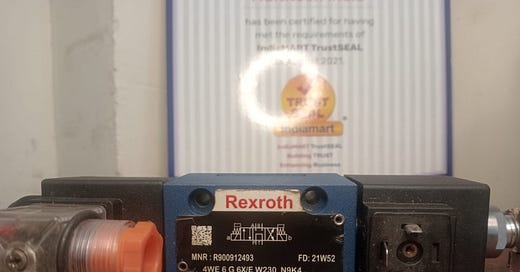 has been certified for having
met the requirements of
IndiaMART TrustSEAL
2021.
TRUST
SEAL
indiamart
IndiaMART TrustSEAL
Building TRUST
Enhancing Business
Rexroth
MNR: R900912493 FD: 21W52
4WE 6 G 6X/E W230 N9K4